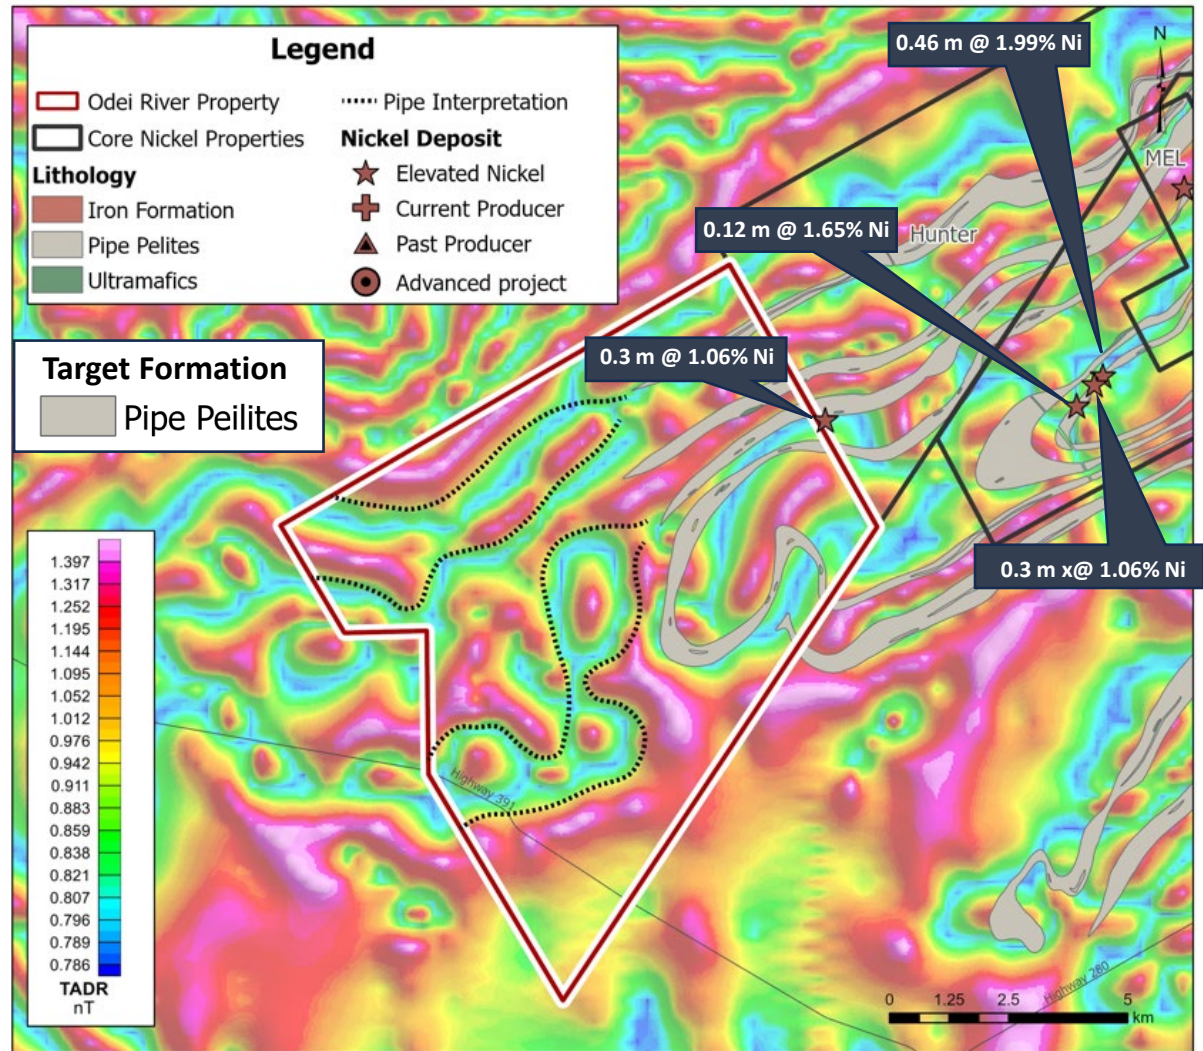 Legend
Odei River Property
Core Nickel Properties
Lithology
Iron Formation
Pipe Pelites
Ultramafics
Pipe Interpretation
Nickel Deposit
Elevated Nickel
Current Producer
Past Producer
Advanced project
0.46 m @ 1.99% Ni
N
MEL
0.12 m @ 1.65% Ni
Hunter
0.3 m @ 1.06% Ni
Target Formation
Pipe Peilites
0.3 m x@ 1.06% Ni
1.397
1.317
1.252
1.195
1.144
1.095
1.052
1.012
0.976
0.942
0.911
0.883
0.859
0.838
0.821
0.807
0.796
0.789
0.786
TADR
nT
Highway 391
Highway 280
0 1.25 2.5 5
km